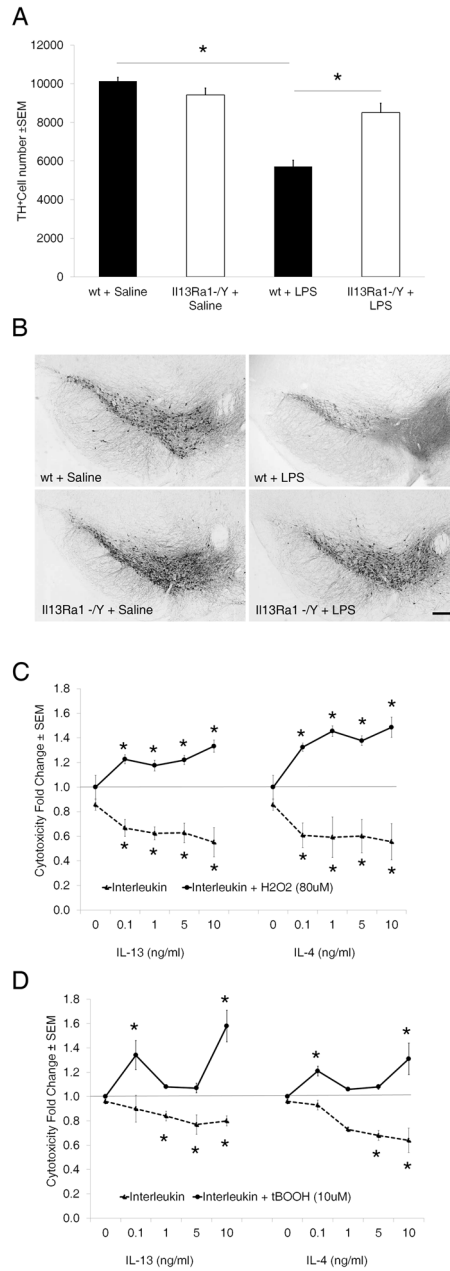 A
12000
10000
8000
6000
4000
2000
0
TH+Cell number ±SEM
*
*
wt + Saline
Il13Ra1-/Y + Saline
wt + LPS
Il13Ra1-/Y + LPS
B
wt + Saline
wt + LPS
Il13Ra1 -/Y + Saline
Il13Ra1 -/Y + LPS
C
Cytotoxicity Fold Change ± SEM
1.8
1.6
1.4
1.2
1.0
0.8
0.6
0.4
0.2
0.0
* * * *
* * * *
* * * *
* * * *
Interleukin
Interleukin + H2O2 (80uM)
0 0.1 1 5 10
0 0.1 1 5 10
IL-13 (ng/ml)
IL-4 (ng/ml)
D
Cytotoxicity Fold Change ± SEM
1.8
1.6
1.4
1.2
1.0
0.8
0.6
0.4
0.2
0.0
* *
* * *
* *
* *
Interleukin
Interleukin + tBOOH (10uM)
0 0.1 1 5 10
0 0.1 1 5 10
IL-13 (ng/ml)
IL-4 (ng/ml)